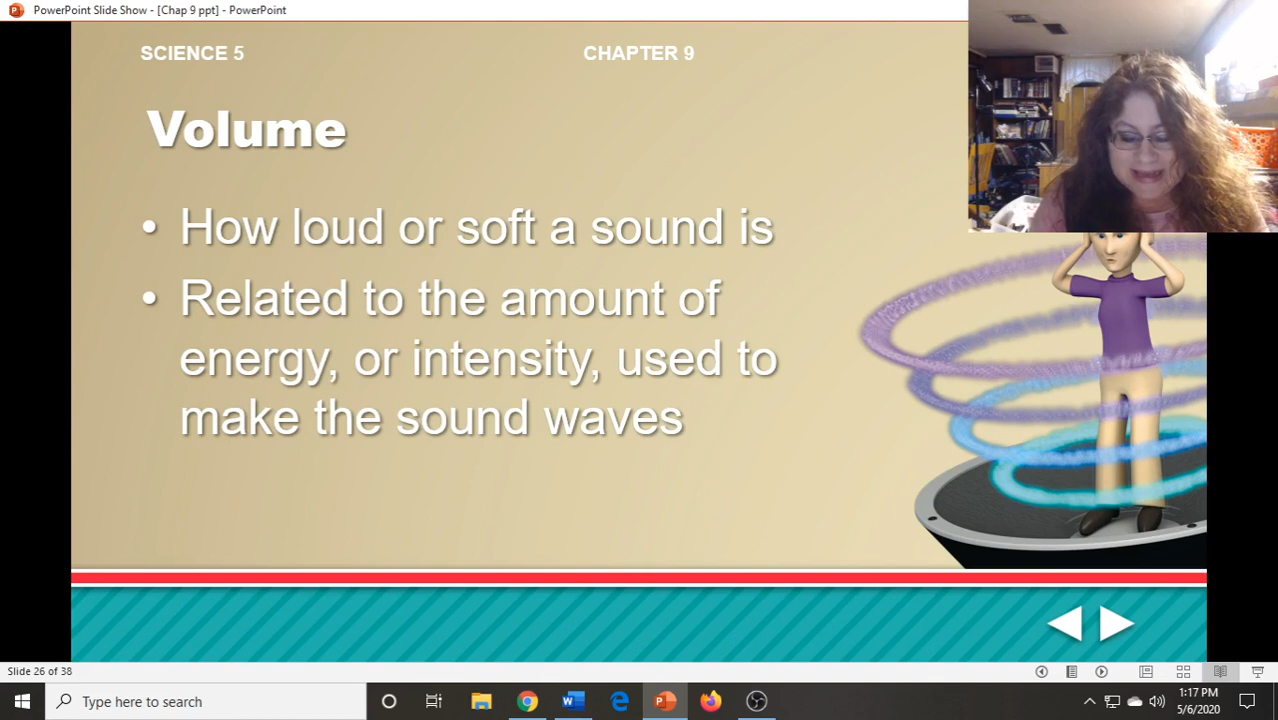 PowerPoint Slide Show - [Chap 9 ppt] - PowerPoint
SCIENCE 5
CHAPTER 9
Volume
• How loud or soft a sound is
• Related to the amount of
energy, or intensity, used to
make the sound waves
Slide 26 of 38
Type here to search
1:17 PM
5/6/2020